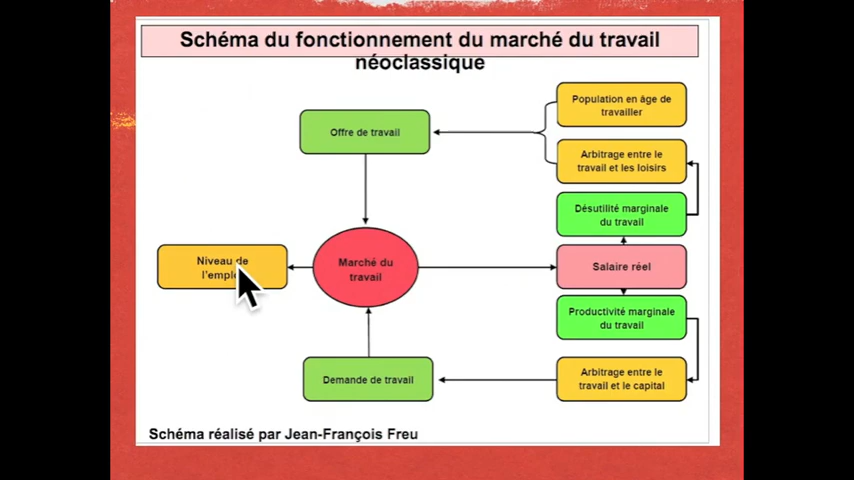 Schéma du fonctionnement du marché du travail
néoclassique
Population en âge de
travailler
Offre de travail
Arbitrage entre le
travail et les loisirs
Désutilité marginale
du travail
Niveau de
Marché du
travail
Salaire réel
Productivité marginale
du travail
Demande de travail
Arbitrage entre le
travail et le capital
Schéma réalisé par Jean-François Freu